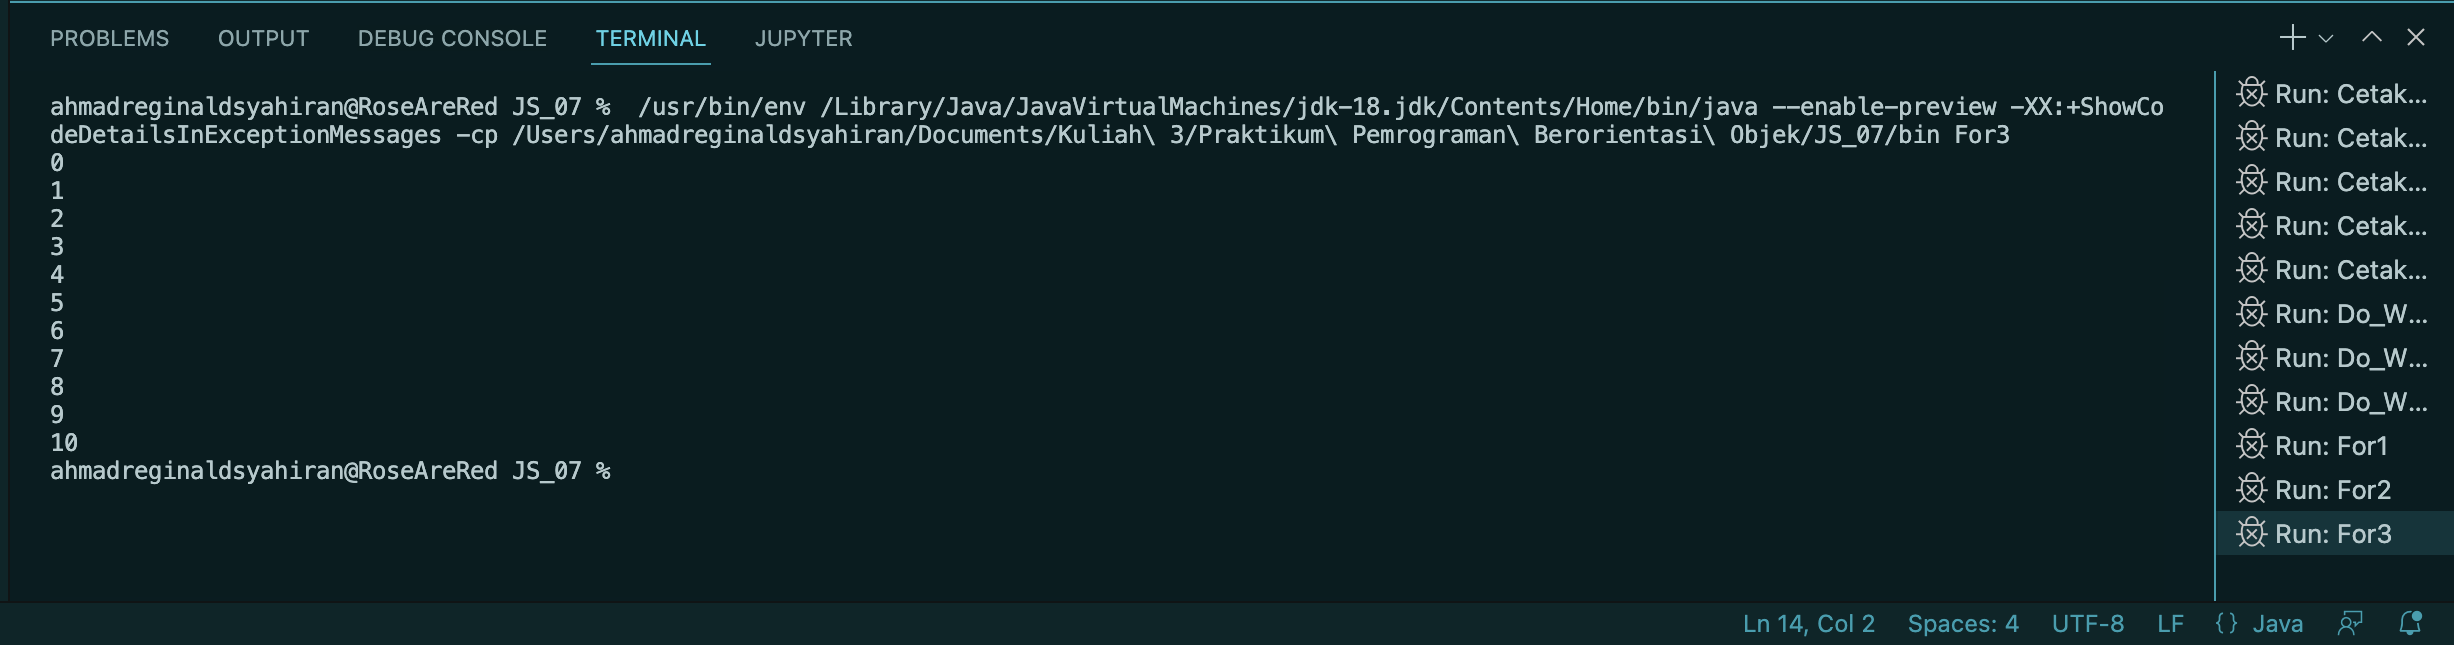 PROBLEMS OUTPUT DEBUG CONSOLE TERMINAL JUPYTER
ahmadreginaldsyahiran@RoseAreRed JS_07 %  /usr/bin/env /Library/Java/JavaVirtualMachines/jdk-18.jdk/Contents/Home/bin/java --enable-preview -XX:+ShowCo
deDetailsInExceptionMessages -cp /Users/ahmadreginaldsyahiran/Documents/Kuliah\ 3/Praktikum\ Pemrograman\ Berorientasi\ Objek/JS_07/bin For3
0
1
2
3
4
5
6
7
8
9
10
ahmadreginaldsyahiran@RoseAreRed JS_07 %
Run: Cetak...
Run: Cetak...
Run: Cetak...
Run: Cetak...
Run: Cetak...
Run: Do_W...
Run: Do_W...
Run: Do_W...
Run: For1
Run: For2
Run: For3
Ln 14, Col 2 Spaces: 4 UTF-8 LF {} Java